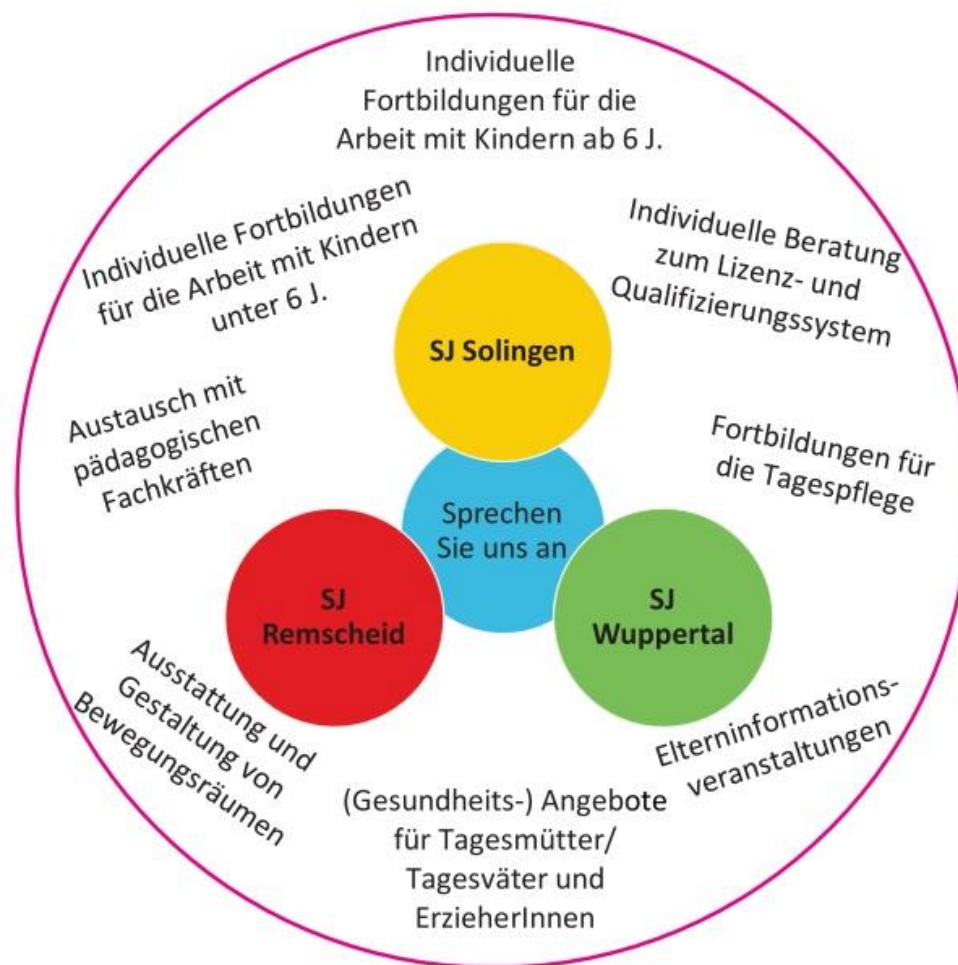 Individuelle
Fortbildungen für die
Arbeit mit Kindern ab 6 J.
Individuelle Fortbildungen
für die Arbeit mit Kindern
unter 6 J.
Individuelle Beratung
zum Lizenz- und
Qualifizierungssystem
SJ Solingen
Austausch mit
pädagogischen
Fachkräften
Fortbildungen für
die Tagespflege
Sprechen
Sie uns an
SJ
Remscheid
SJ
Wuppertal
Ausstattung und
Gestaltung von
Bewegungsräumen
Elterninformations-
veranstaltungen
(Gesundheits-) Angebote
für Tagesmütter/
Tagesväter und
ErzieherInnen